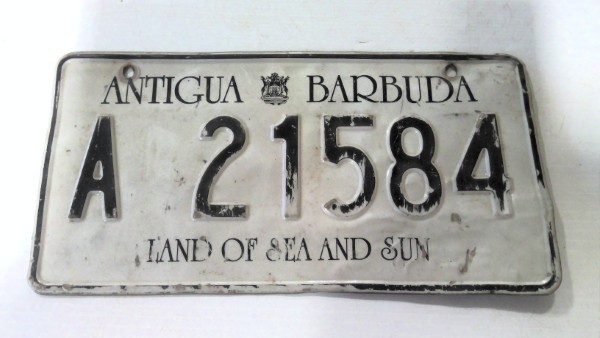 ANTIGUA BARBUDA
A 21584
LAND OF SEA AND SUN